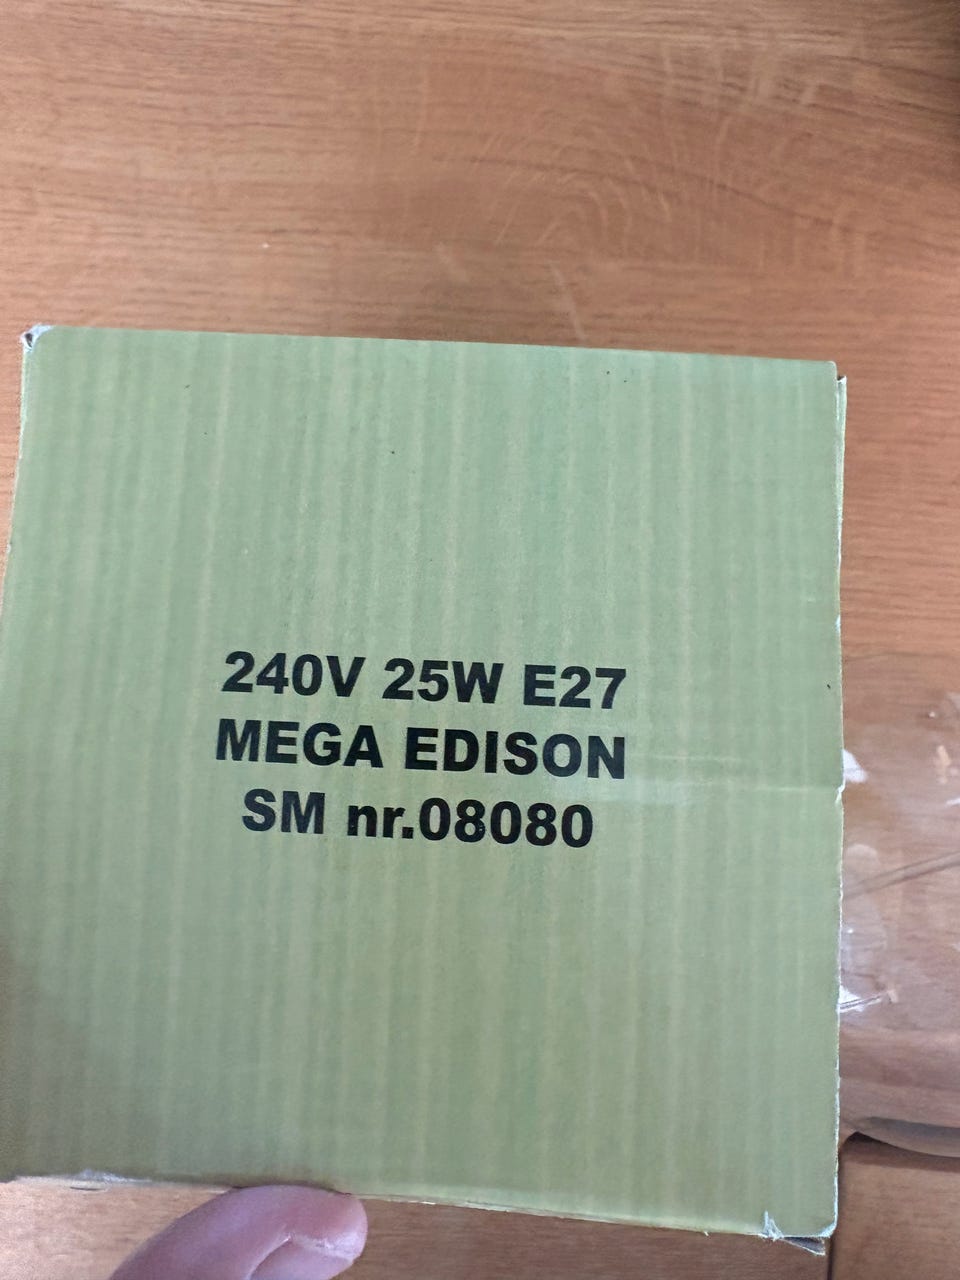 240V 25W E27
MEGA EDISON
SM nr.08080